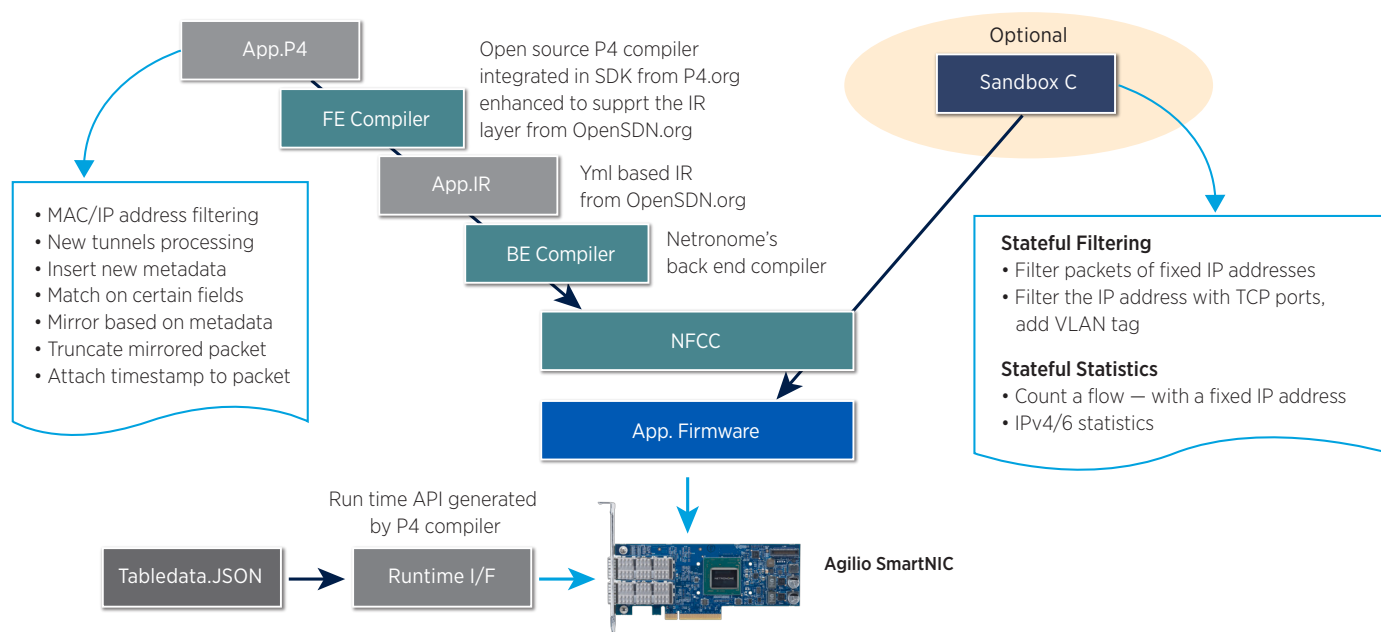 App.P4
FE Compiler
App.IR
BE Compiler
Open source P4 compiler
integrated in SDK from P4.org
enhanced to supprt the IR
layer from OpenSDN.org
Yml based IR
from OpenSDN.org
Netronome's
back end compiler
Optional
Sandbox C
• MAC/IP address filtering
• New tunnels processing
• Insert new metadata
• Match on certain fields
• Mirror based on metadata
• Truncate mirrored packet
• Attach timestamp to packet
Stateful Filtering
• Filter packets of fixed IP addresses
• Filter the IP address with TCP ports,
add VLAN tag
Stateful Statistics
• Count a flow — with a fixed IP address
• IPv4/6 statistics
NFCC
App. Firmware
Run time API generated
by P4 compiler
Tabledata.JSON
Runtime I/F
Agilio SmartNIC